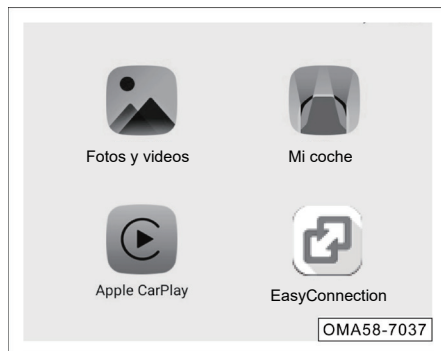 Fotos y videos
Mi coche
Apple CarPlay
EasyConnection
OMA58-7037